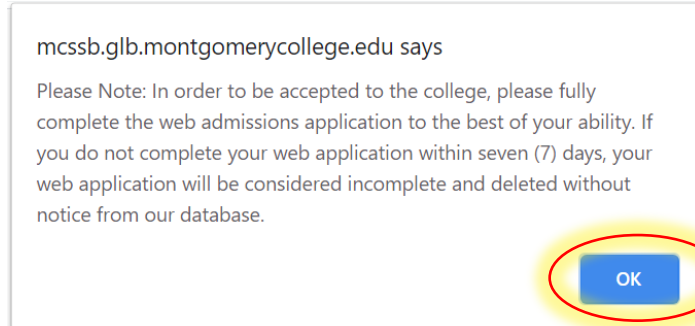 mcssb.glb.montgomerycollege.edu says
Please Note: In order to be accepted to the college, please fully
complete the web admissions application to the best of your ability. If
you do not complete your web application within seven (7) days, your
web application will be considered incomplete and deleted without
notice from our database.
OK